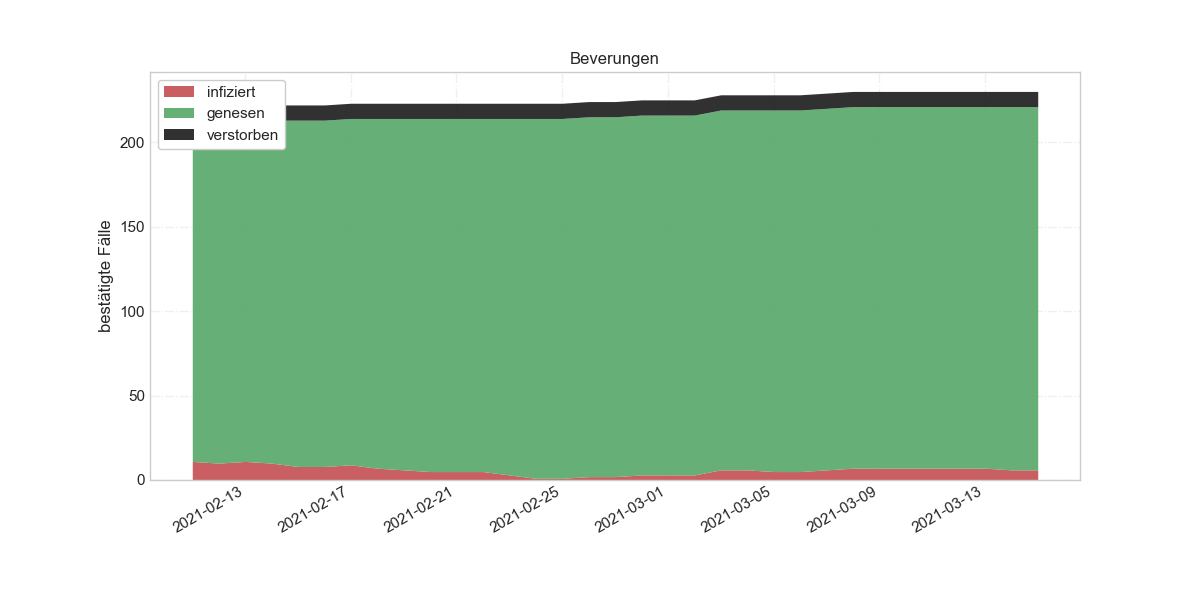 Beverungen
infiziert
genesen
verstorben
bestätigte Fälle
200
150
100
50
0
2021-02-13
2021-02-17
2021-02-21
2021-02-25
2021-03-01
2021-03-05
2021-03-09
2021-03-13